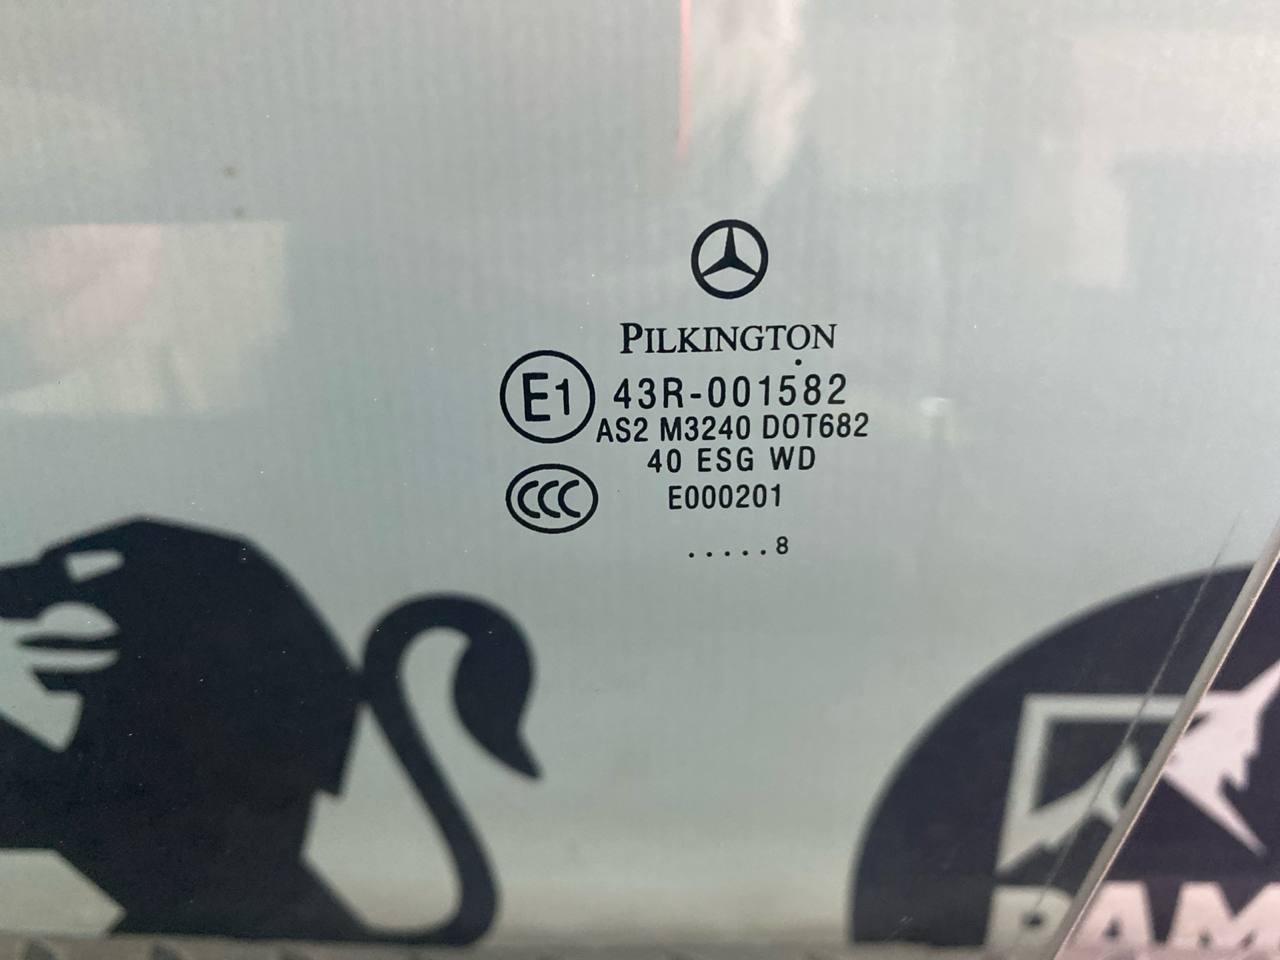 PILKINGTON
E1 43R-001582
AS2 M3240 DOT682
40 ESG WD
CCC E000201
.....8